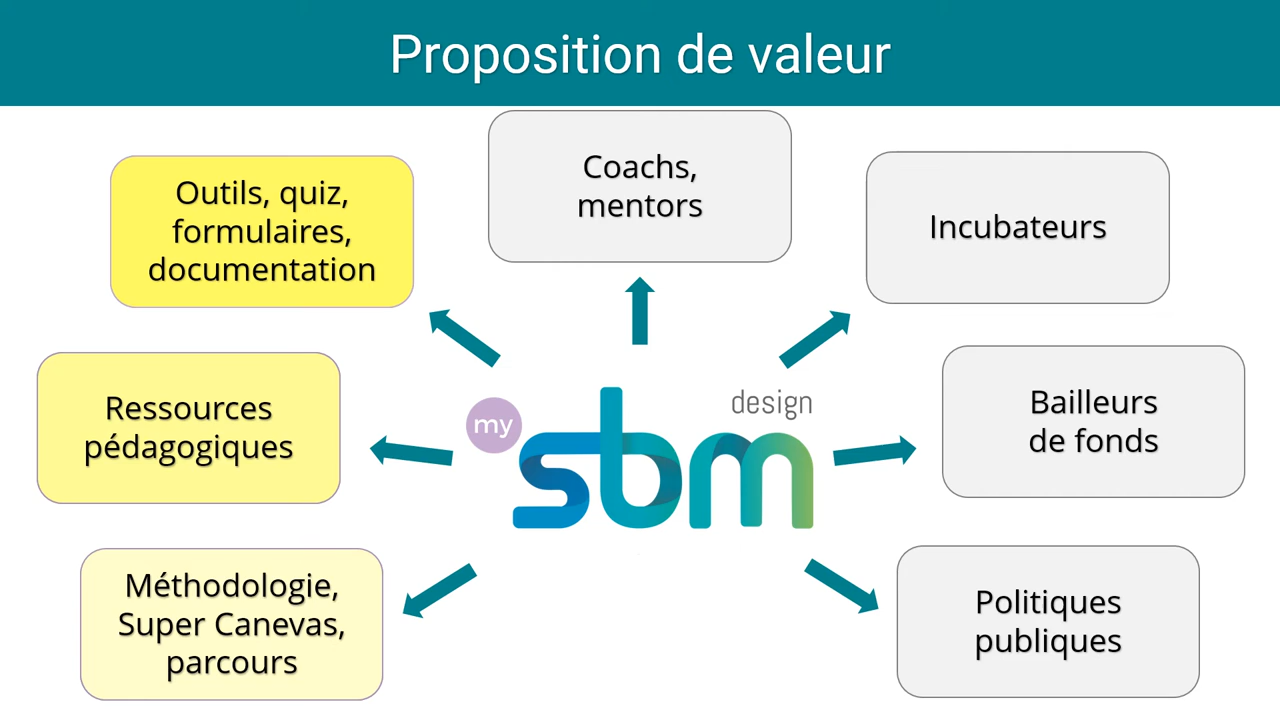 Proposition de valeur
Outils, quiz,
formulaires,
documentation
Coachs,
mentors
Incubateurs
Ressources
pédagogiques
my
sbm
design
Bailleurs
de fonds
Méthodologie,
Super Canevas,
parcours
Politiques
publiques